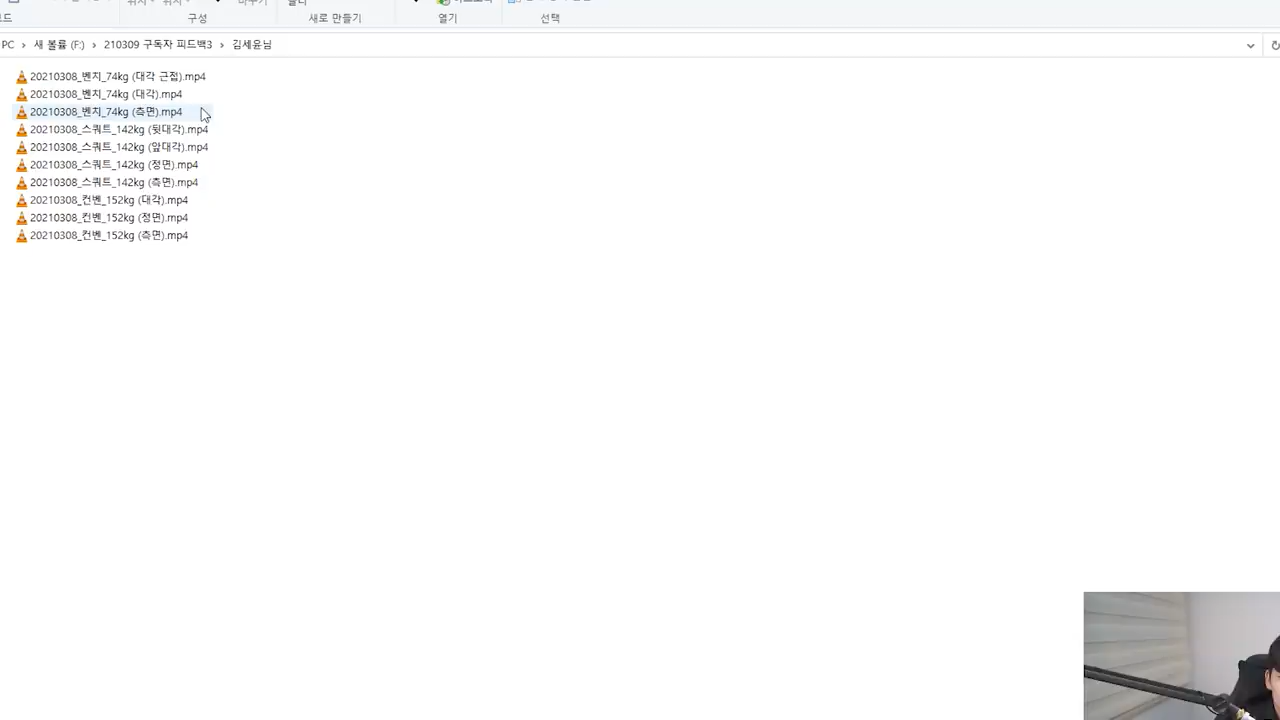 구성
새로 만들기
열기
선택
PC > 새 볼륨 (F:) > 210309 구독자 피드백3 > 김세윤님
20210308_벤치_74kg (대각 근접).mp4
20210308_벤치_74kg (대각).mp4
20210308_벤치_74kg (측면).mp4
20210308_스쿼트_142kg (뒷대각).mp4
20210308_스쿼트_142kg (앞대각).mp4
20210308_스쿼트_142kg (정면).mp4
20210308_스쿼트_142kg (측면).mp4
20210308_컨벤_152kg (대각).mp4
20210308_컨벤_152kg (정면).mp4
20210308_컨벤_152kg (측면).mp4